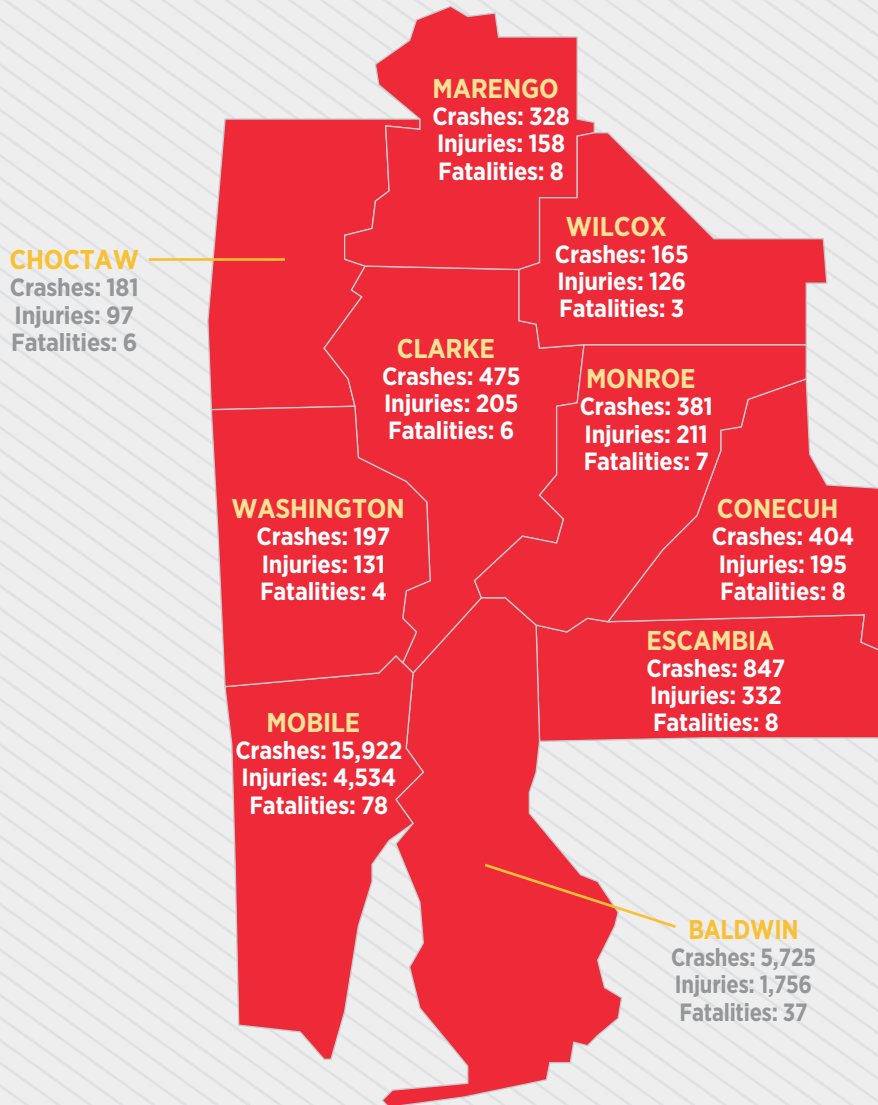 MARENGO
Crashes: 328
Injuries: 158
Fatalities: 8
WILCOX
Crashes: 165
Injuries: 126
Fatalities: 3
CHOCTAW
Crashes: 181
Injuries: 97
Fatalities: 6
CLARKE
Crashes: 475
Injuries: 205
Fatalities: 6
MONROE
Crashes: 381
Injuries: 211
Fatalities: 7
WASHINGTON
Crashes: 197
Injuries: 131
Fatalities: 4
CONECUH
Crashes: 404
Injuries: 195
Fatalities: 8
ESCAMBIA
Crashes: 847
Injuries: 332
Fatalities: 8
MOBILE
Crashes: 15,922
Injuries: 4,534
Fatalities: 78
BALDWIN
Crashes: 5,725
Injuries: 1,756
Fatalities: 37